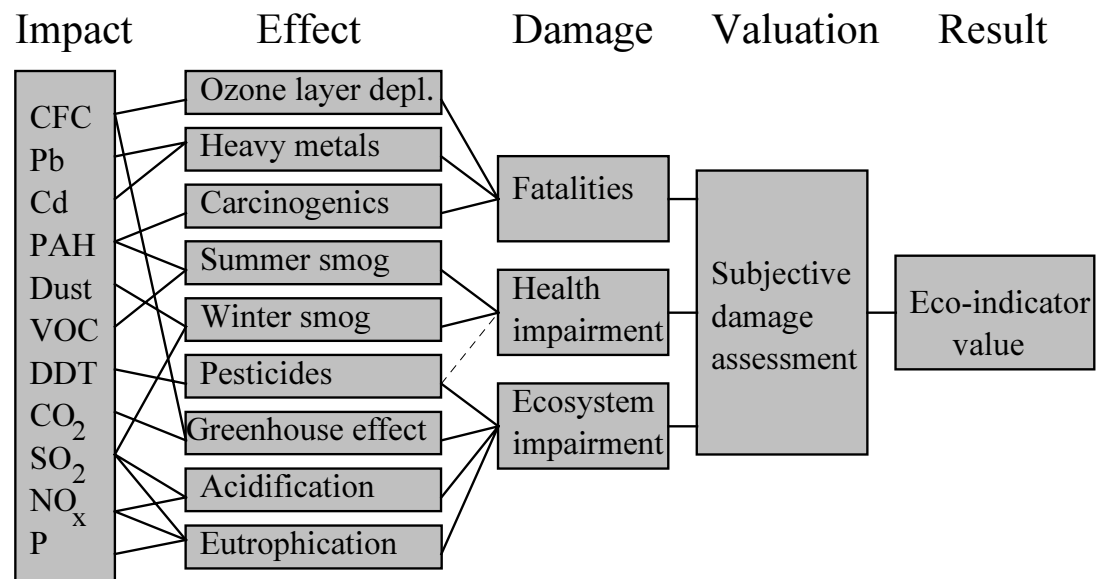 Impact
Effect
Damage
Valuation
Result
CFC
Pb
Cd
PAH
Dust
VOC
DDT
CO2
SO2
NOx
P
Ozone layer depl.
Heavy metals
Carcinogenics
Summer smog
Winter smog
Pesticides
Greenhouse effect
Acidification
Eutrophication
Fatalities
Health
impairment
Ecosystem
impairment
Subjective
damage
assessment
Eco-indicator
value